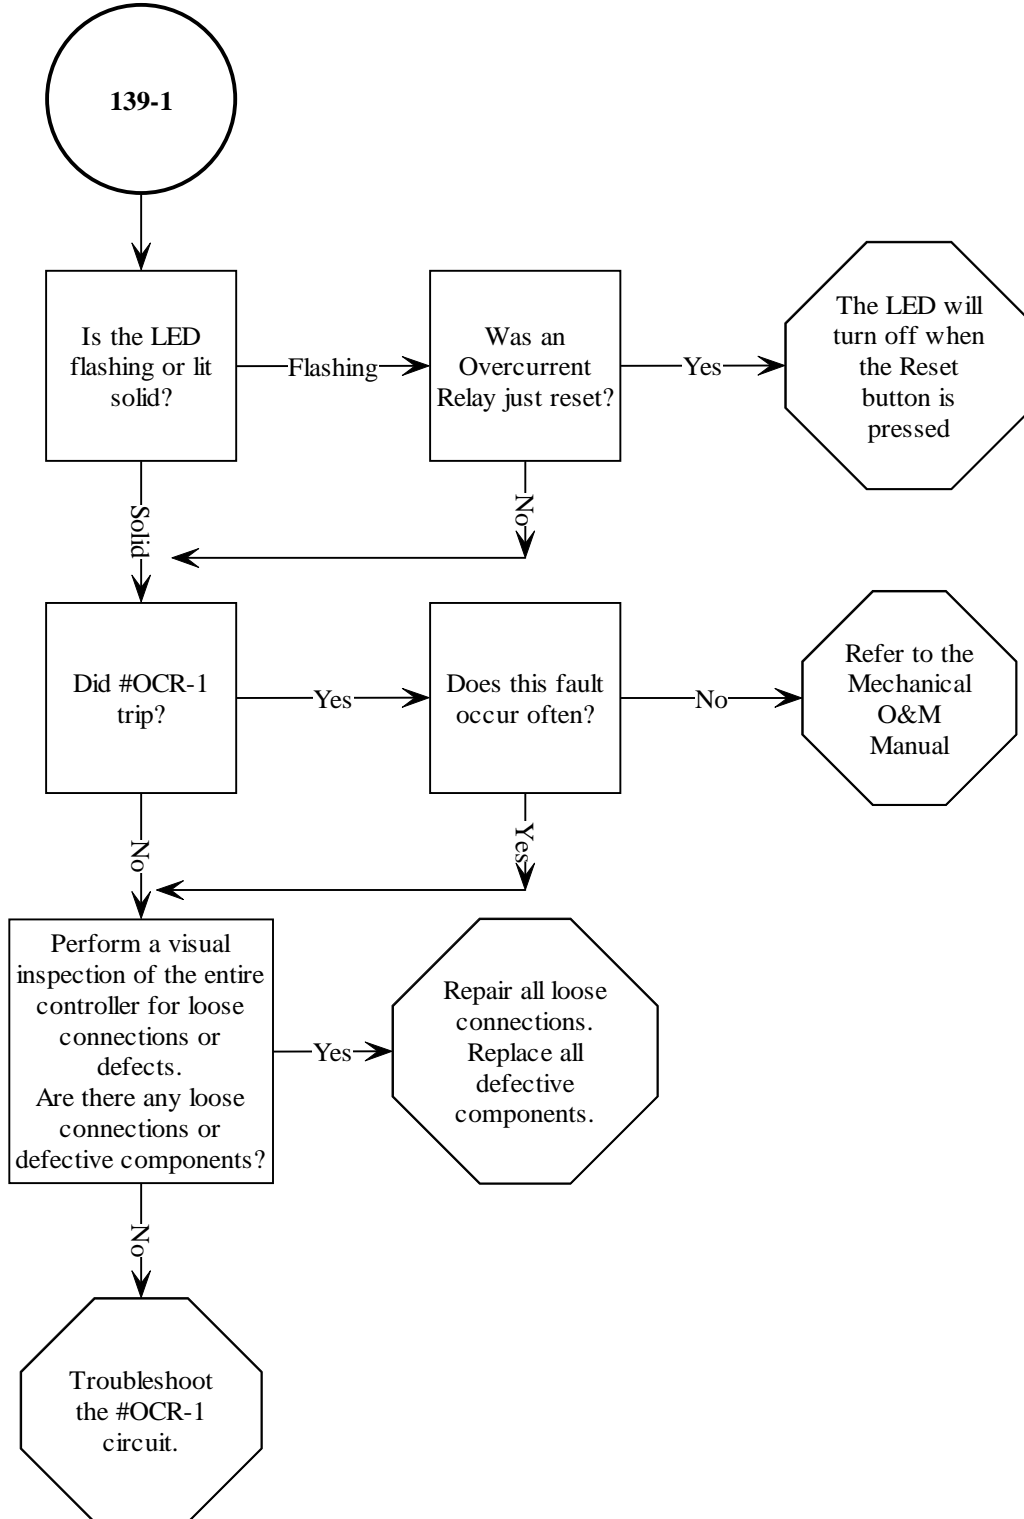 139-1
Is the LED
flashing or lit
solid?
Flashing
Was an
Overcurrent
Relay just reset?
Yes
The LED will
turn off when
the Reset
button is
pressed
Solid
No
Did #OCR-1
trip?
Yes
Does this fault
occur often?
No
Refer to the
Mechanical
O&M
Manual
No
Yes
Perform a visual
inspection of the entire
controller for loose
connections or
defects.
Are there any loose
connections or
defective components?
Yes
Repair all loose
connections.
Replace all
defective
components.
No
Troubleshoot
the #OCR-1
circuit.